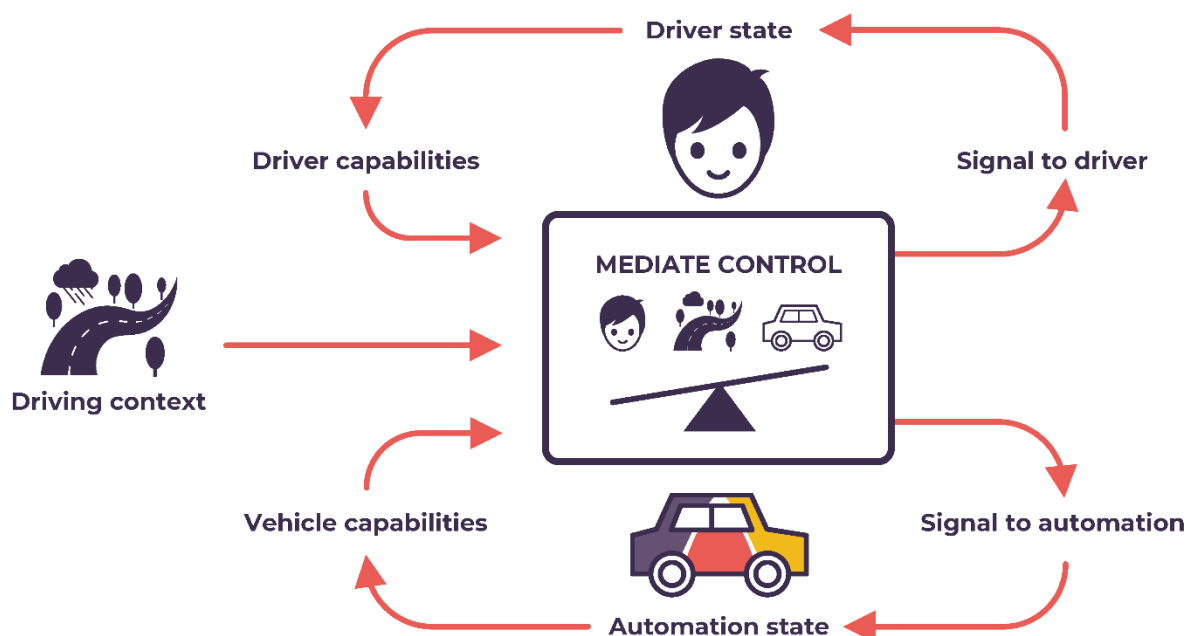 Driver state
Driver capabilities
Signal to driver
MEDIATE CONTROL
Driving context
Vehicle capabilities
Signal to automation
Automation state